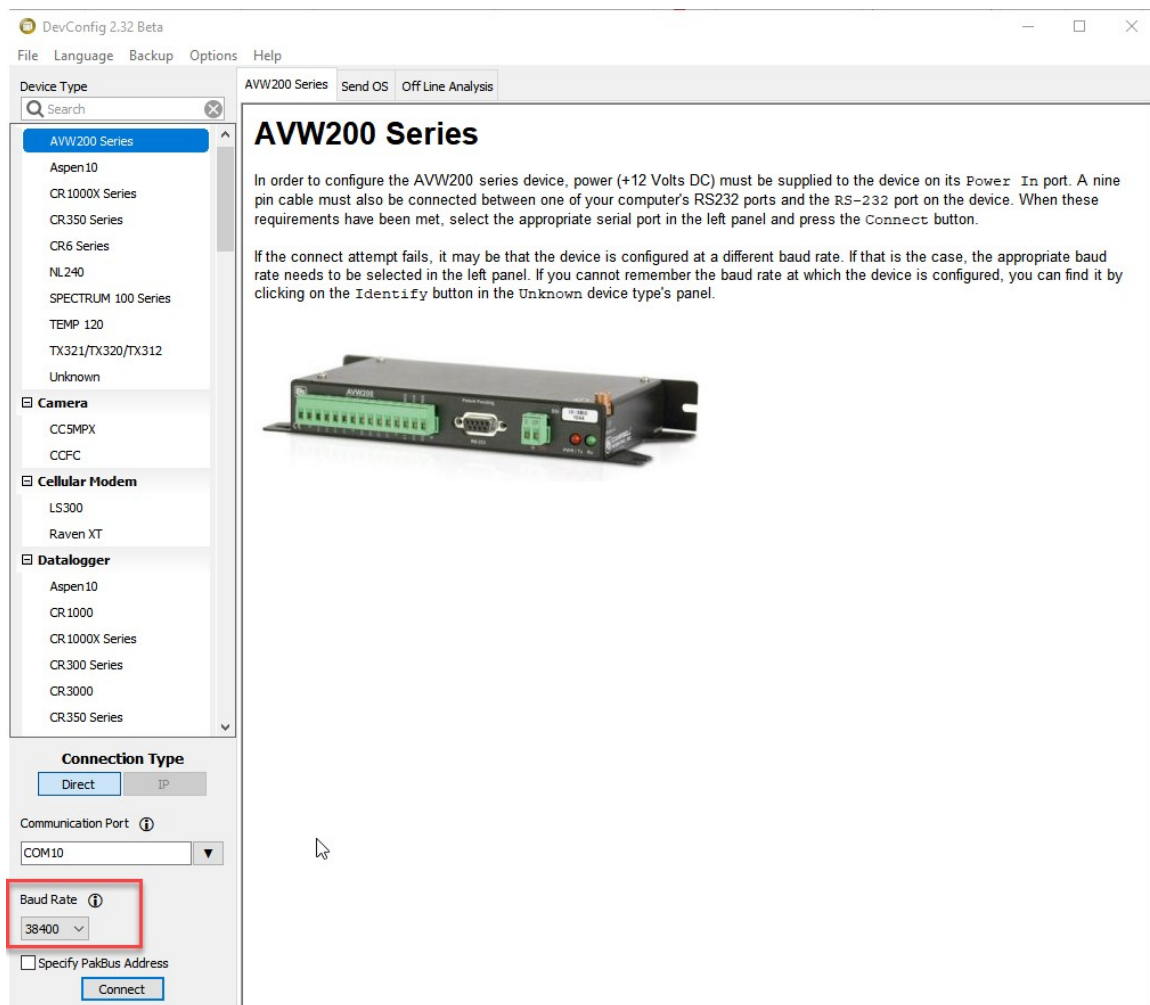 DevConfig 2.32 Beta
File Language Backup Options Help
Device Type
Search
AVW200 Series
Aspen10
CR1000X Series
CR350 Series
CR6 Series
NL240
SPECTRUM 100 Series
TEMP 120
TX321/TX320/TX312
Unknown
Camera
CC5MPX
CCFC
Cellular Modem
LS300
Raven XT
Datalogger
Aspen10
CR1000
CR1000X Series
CR300 Series
CR3000
CR350 Series
Connection Type
Direct IP
Communication Port
COM10
Baud Rate
38400
Specify PakBus Address
Connect
AVW200 Series Send OS Off Line Analysis
AVW200 Series
In order to configure the AVW200 series device, power (+12 Volts DC) must be supplied to the device on its Power In port. A nine
pin cable must also be connected between one of your computer's RS232 ports and the RS-232 port on the device. When these
requirements have been met, select the appropriate serial port in the left panel and press the Connect button.
If the connect attempt fails, it may be that the device is configured at a different baud rate. If that is the case, the appropriate baud
rate needs to be selected in the left panel. If you cannot remember the baud rate at which the device is configured, you can find it by
clicking on the Identify button in the Unknown device type's panel.
AVW200
Patent Pending
RS-232